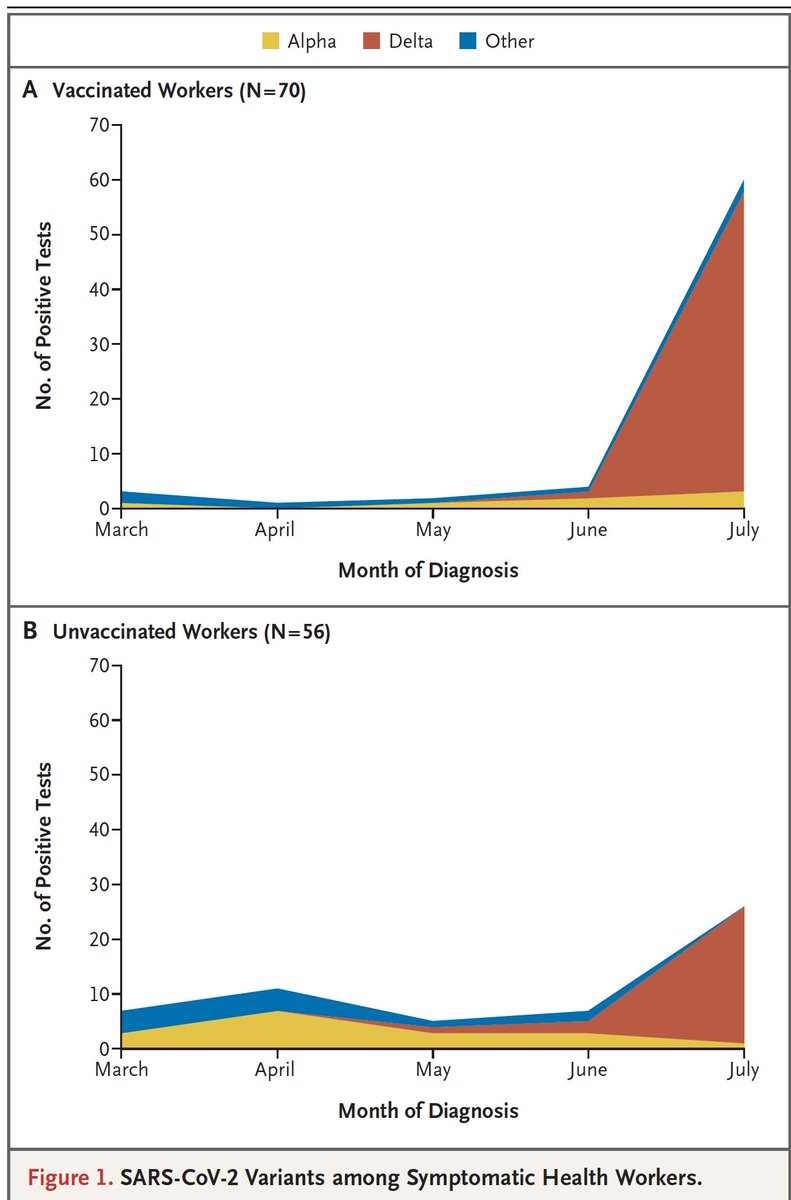 Alpha Delta Other
A Vaccinated Workers (N=70)
70
60
50
40
30
20
10
0
No. of Positive Tests
March April May June July
Month of Diagnosis
B Unvaccinated Workers (N=56)
70
60
50
40
30
20
10
0
No. of Positive Tests
March April May June July
Month of Diagnosis
Figure 1. SARS-CoV-2 Variants among Symptomatic Health Workers.